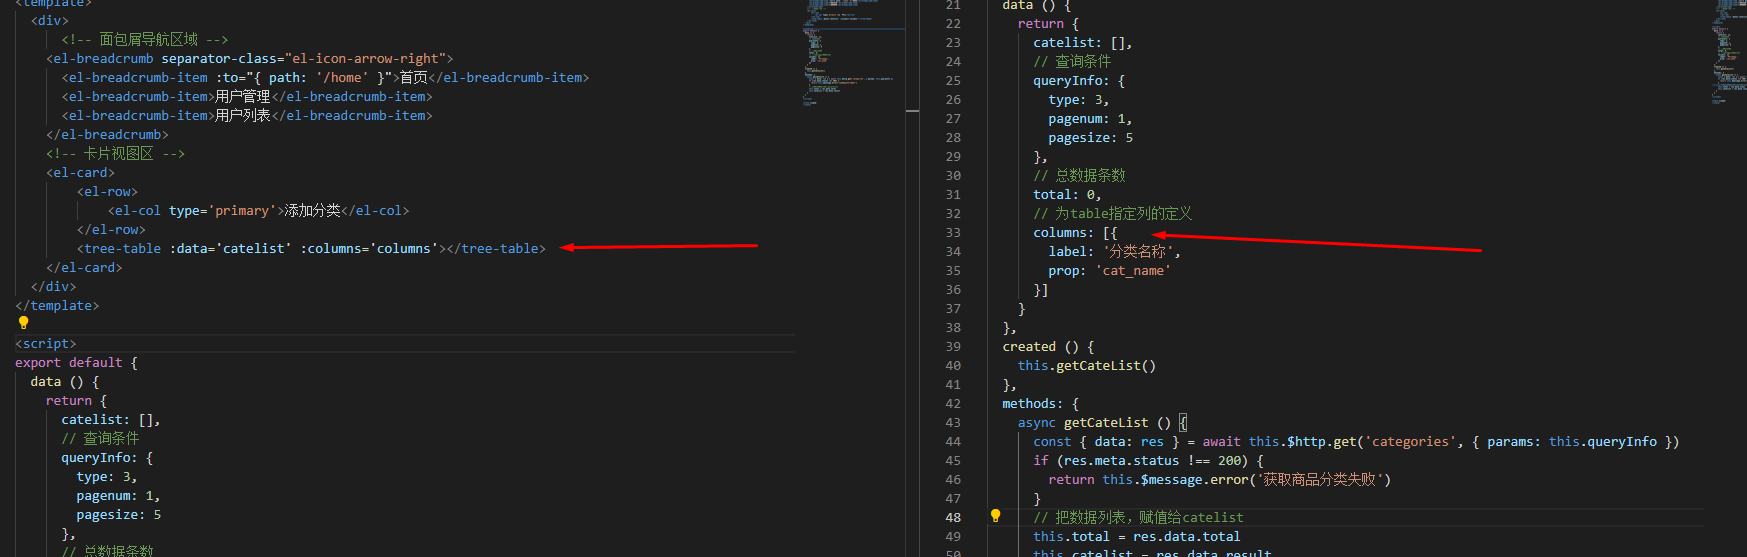 <template>
<div>
<!-- 面包屑导航区域 -->
<el-breadcrumb separator-class="el-icon-arrow-right">
<el-breadcrumb-item :to="{ path: '/home' }">首页</el-breadcrumb-item>
<el-breadcrumb-item>用户管理</el-breadcrumb-item>
<el-breadcrumb-item>用户列表</el-breadcrumb-item>
</el-breadcrumb>
<!-- 卡片视图区 -->
<el-card>
<el-row>
<el-col type='primary'>添加分类</el-col>
</el-row>
<tree-table :data='catelist' :columns='columns'></tree-table>
</el-card>
</div>
</template>
<script>
export default {
data () {
return {
catelist: [],
// 查询条件
queryInfo: {
type: 3,
pagenum: 1,
pagesize: 5
},
// 总数据条数
21 data () {
22 return {
23 catelist: [],
24 // 查询条件
25 queryInfo: {
26 type: 3,
27 pagenum: 1,
28 pagesize: 5
29 },
30 // 总数据条数
31 total: 0,
32 // 为table指定列的定义
33 columns: [{
34 label: '分类名称',
35 prop: 'cat_name'
36 }]
37 }
38 },
39 created () {
40 this.getCateList()
41 },
42 methods: {
43 async getCateList () {
44 const { data: res } = await this.$http.get('categories', { params: this.queryInfo })
45 if (res.meta.status !== 200) {
46 return this.$message.error('获取商品分类失败')
47 }
48 // 把数据列表，赋值给catelist
49 this.total = res.data.total
50 this.catelist = res.data.result